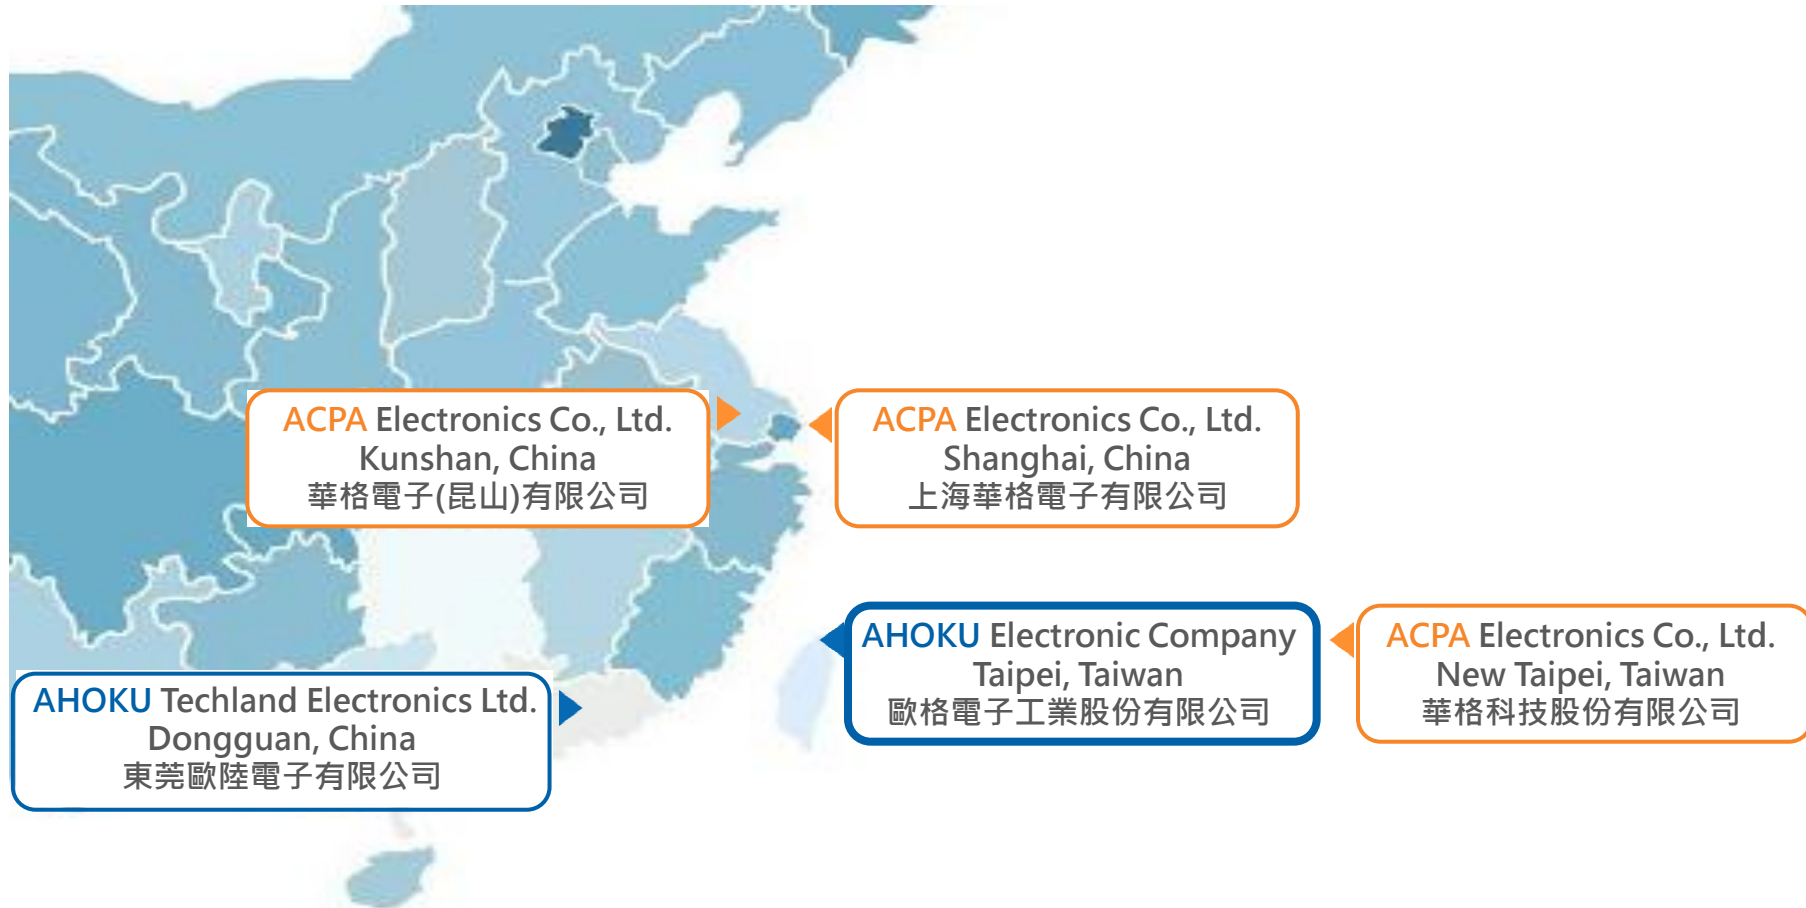 ACPA Electronics Co., Ltd.
Kunshan, China
華格電子(昆山)有限公司
ACPA Electronics Co., Ltd.
Shanghai, China
上海華格電子有限公司
AHOKU Electronic Company
Taipei, Taiwan
歐格電子工業股份有限公司
ACPA Electronics Co., Ltd.
New Taipei, Taiwan
華格科技股份有限公司
AHOKU Techland Electronics Ltd.
Dongguan, China
東莞歐陸電子有限公司